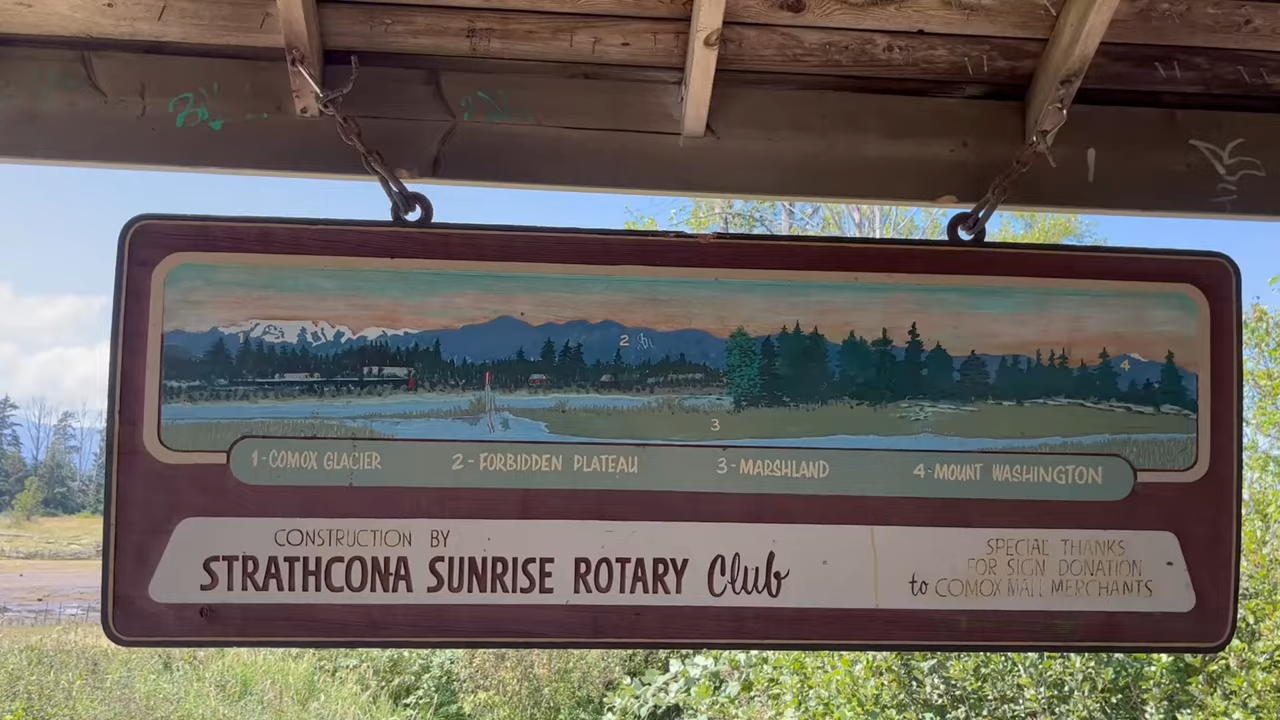 2
3
4
1-COMOX GLACIER 2-FORBIDDEN PLATEAU 3-MARSHLAND 4-MOUNT WASHINGTON
CONSTRUCTION BY
STRATHCONA SUNRISE ROTARY Club
SPECIAL THANKS
FOR SIGN DONATION
to COMOX MALL MERCHANTS